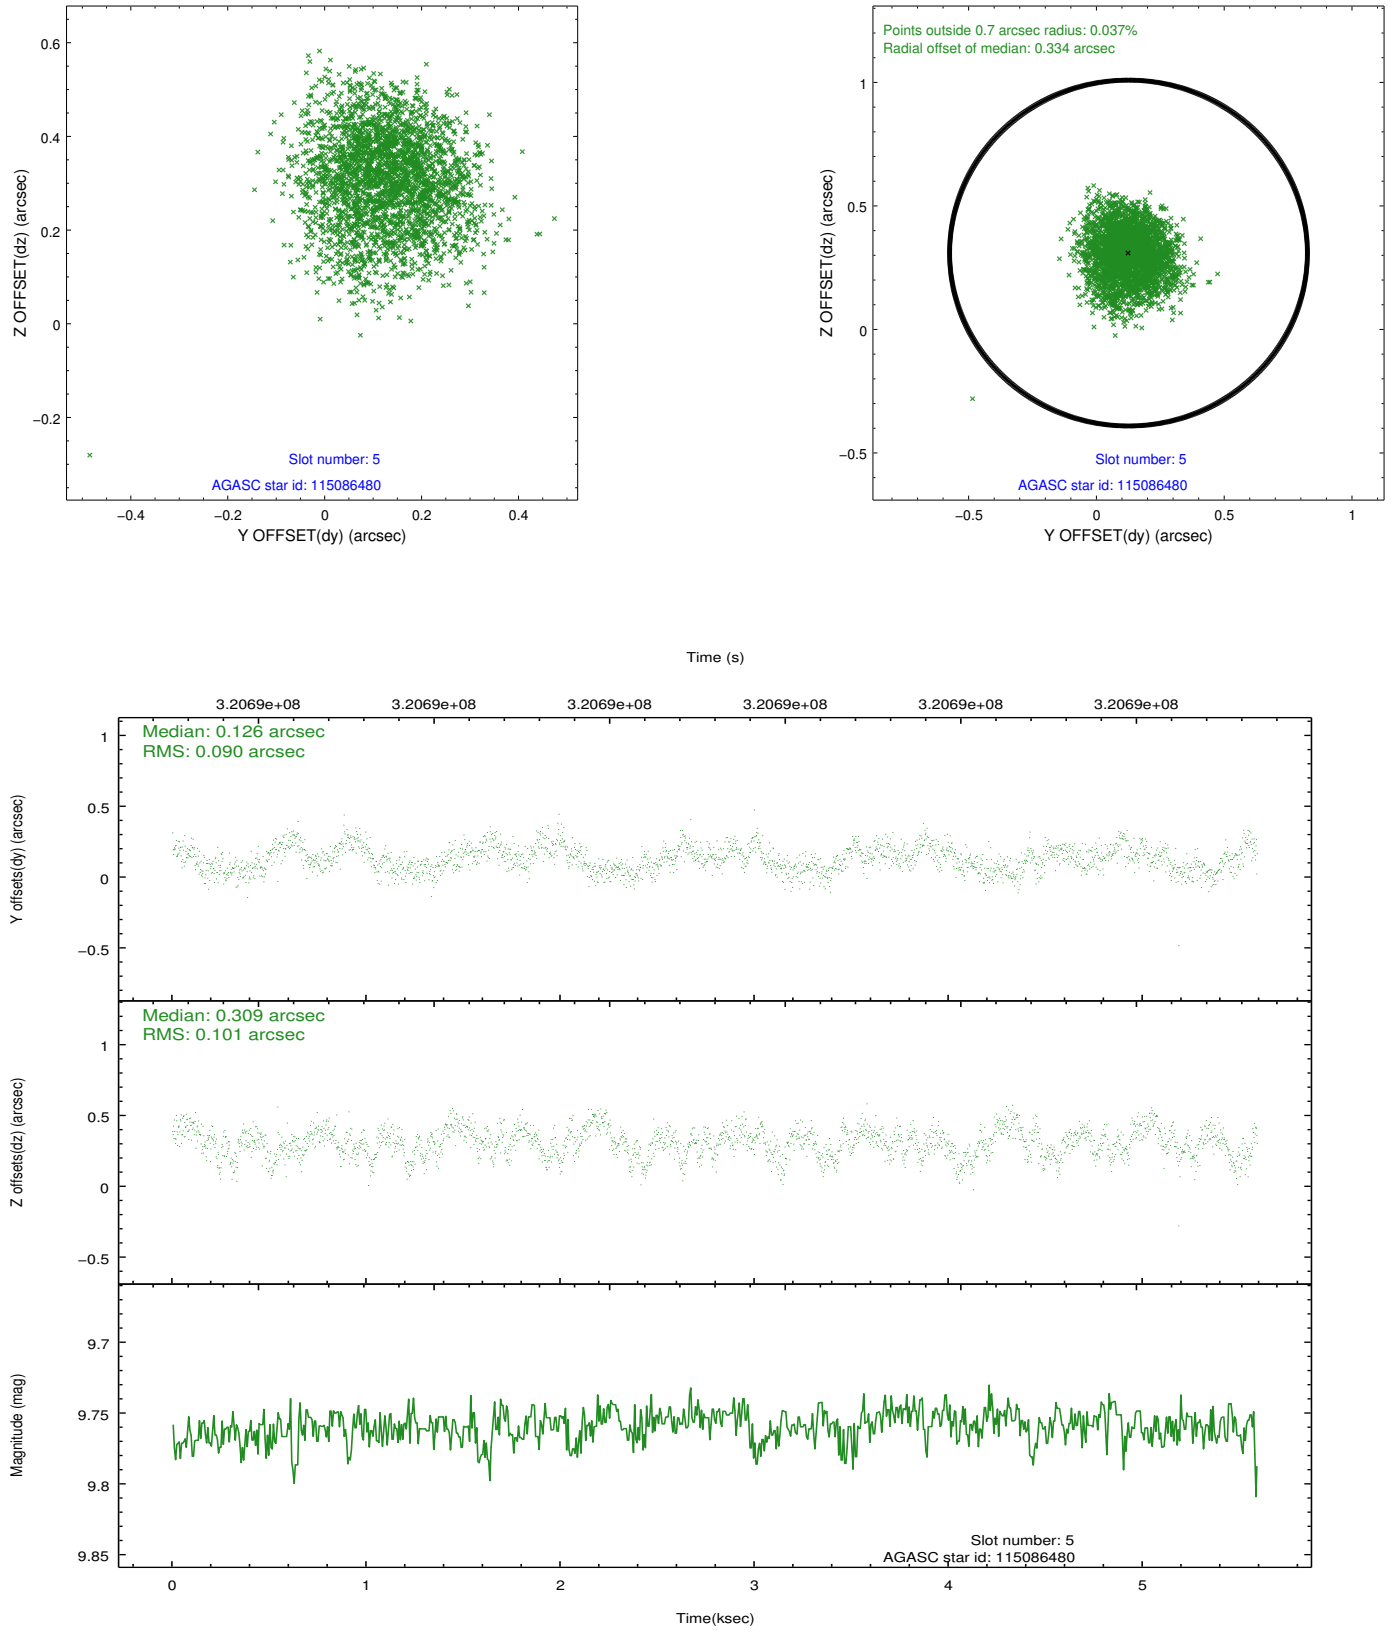 0.6
0.4
0.2
0
−0.2
Z OFFSET(dz) (arcsec)
Slot number: 5
AGASC star id: 115086480
−0.4 −0.2 0 0.2 0.4
Y OFFSET(dy) (arcsec)
Points outside 0.7 arcsec radius: 0.037%
Radial offset of median: 0.334 arcsec
1
0.5
0
−0.5
Z OFFSET(dz) (arcsec)
Slot number: 5
AGASC star id: 115086480
−0.5 0 0.5 1
Y OFFSET(dy) (arcsec)
Time (s)
3.2069e+08 3.2069e+08 3.2069e+08 3.2069e+08 3.2069e+08 3.2069e+08
Median: 0.126 arcsec
RMS: 0.090 arcsec
1
0.5
0
−0.5
Y offsets(dy) (arcsec)
Median: 0.309 arcsec
RMS: 0.101 arcsec
1
0.5
0
−0.5
Z offsets(dz) (arcsec)
9.7
9.75
9.8
9.85
Magnitude (mag)
Slot number: 5
AGASC star id: 115086480
0 1 2 3 4 5
Time(ksec)